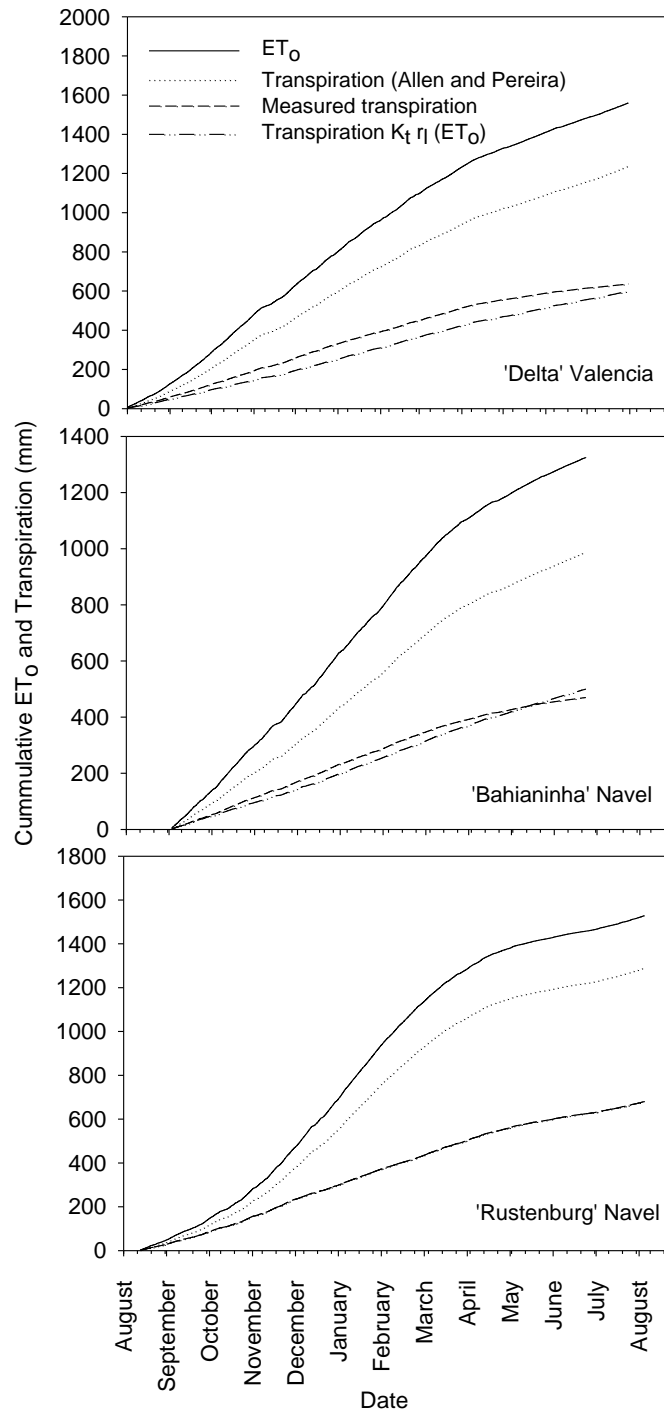 Cummulative ET₀ and Transpiration (mm)
2000
1800
1600
1400
1200
1000
800
600
400
200
0
ETo
Transpiration (Allen and Pereira)
Measured transpiration
Transpiration Kt rl (ETo)
'Delta' Valencia
1400
1200
1000
800
600
400
200
0
'Bahianinha' Navel
1800
1600
1400
1200
1000
800
600
400
200
0
'Rustenburg' Navel
August
September
October
November
December
January
February
March
April
May
June
July
August
Date